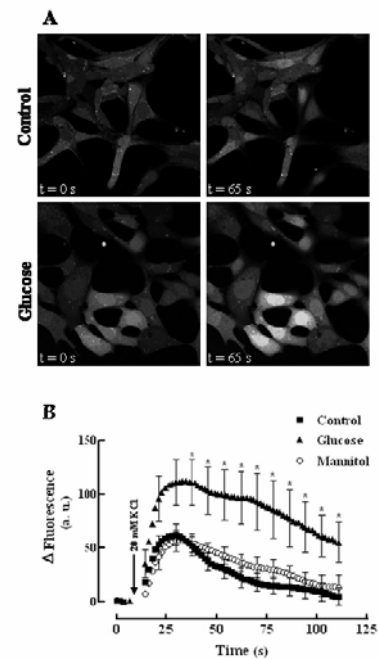 A
Control
t = 0 s
t = 65 s
Glucose
t = 0 s
t = 65 s
B
Control
Glucose
Mannitol
150
100
50
0
Δ Fluorescence
(a. u.)
20 mM KCl
* * * * * * * * * *
0
25
50
75
100
125
Time (s)